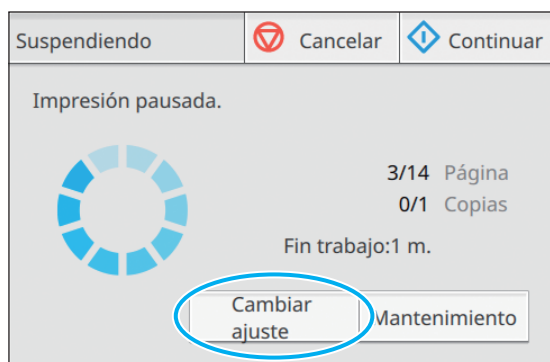 Suspendiendo
Cancelar
Continuar
Impresión pausada.
3/14 Página
0/1 Copias
Fin trabajo:1 m.
Cambiar
ajuste
Mantenimiento